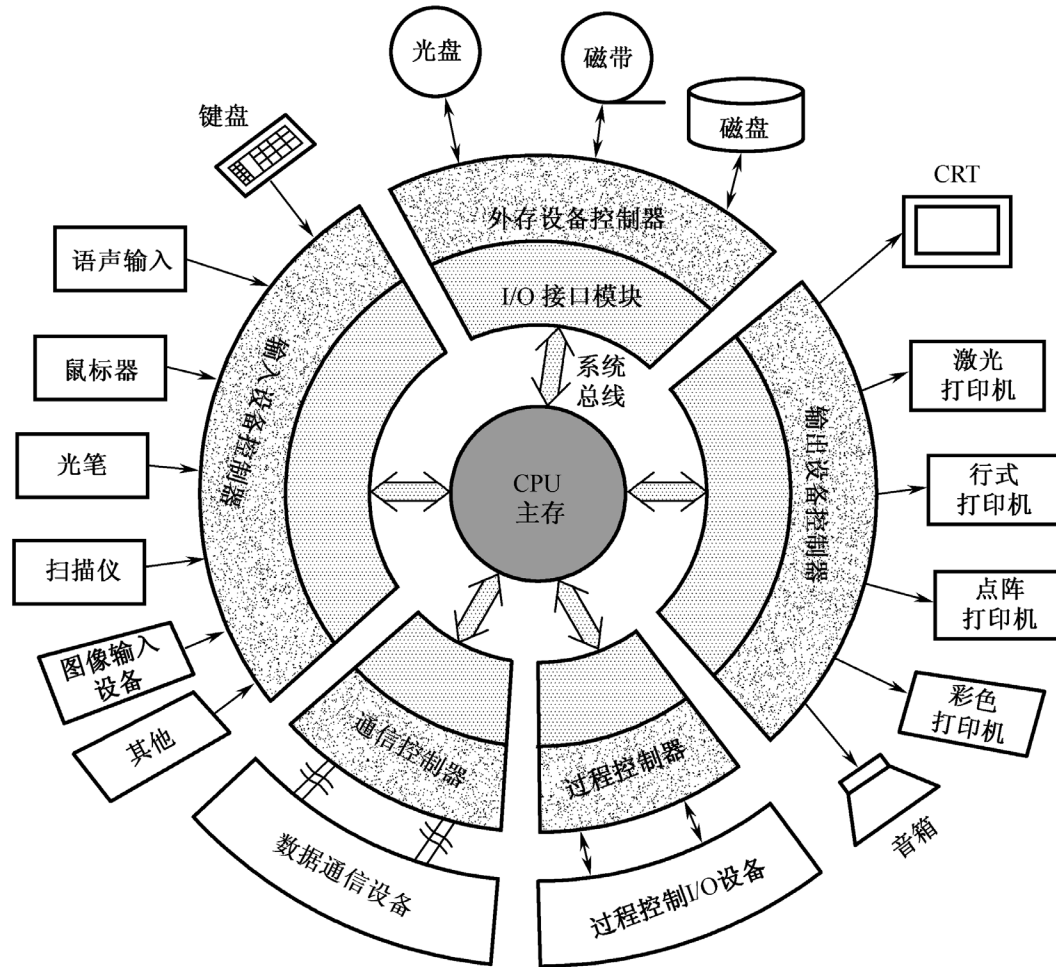 光盘
磁带
磁盘
键盘
CRT
外存设备控制器
I/O 接口模块
语声输入
鼠标器
光笔
扫描仪
图像输入
设备
其他
输入设备控制器
系统
总线
CPU
主存
输出设备控制器
激光
打印机
行式
打印机
点阵
打印机
彩色
打印机
音箱
通信控制器
过程控制器
数据通信设备
过程控制I/O设备